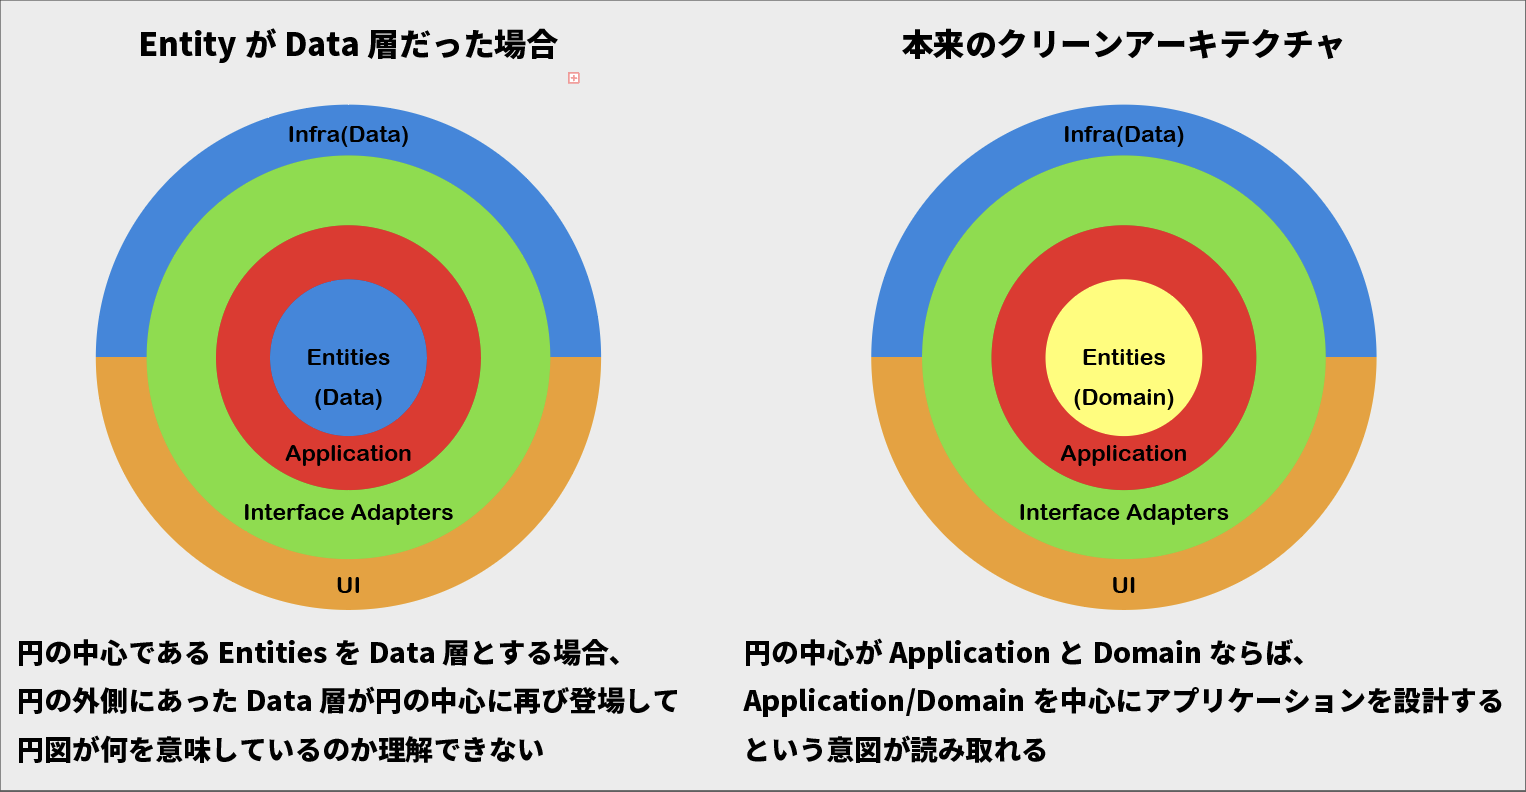 Entity が Data 層だった場合
Infra(Data)
Entities
(Data)
Application
Interface Adapters
UI
円の中心である Entities を Data 層とする場合、
円の外側にあった Data 層が円の中心に再び登場して
円図が何を意味しているのか理解できない
本来のクリーンアーキテクチャ
Infra(Data)
Entities
(Domain)
Application
Interface Adapters
UI
円の中心が Application と Domain ならば、
Application/Domain を中心にアプリケーションを設計する
という意図が読み取れる